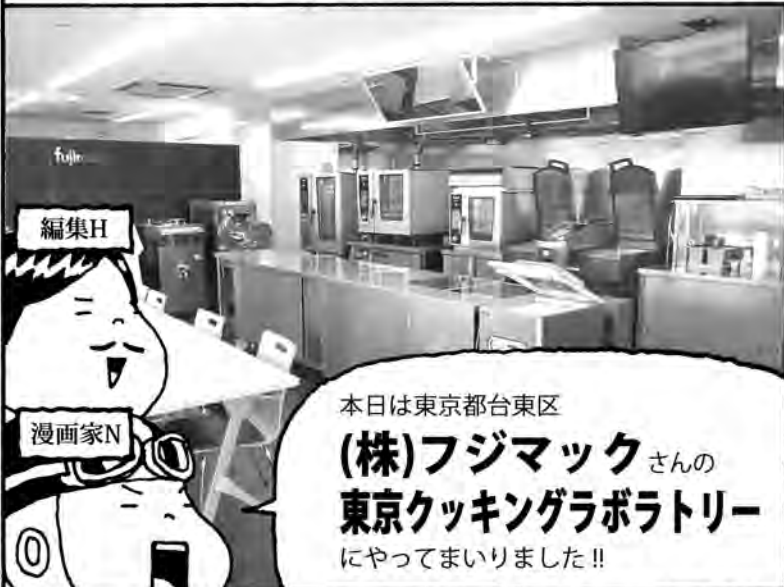 fuji
編集H
漫画家N
本日は東京都台東区
(株)フジマックさんの
東京クッキングラボラトリー
にやってまいりました!!